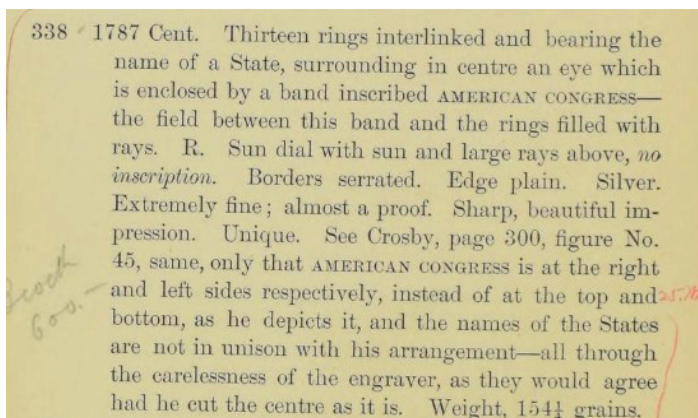 338 1787 Cent. Thirteen rings interlinked and bearing the
name of a State, surrounding in centre an eye which
is enclosed by a band inscribed AMERICAN CONGRESS—
the field between this band and the rings filled with
rays. R. Sun dial with sun and large rays above, no
inscription. Borders serrated. Edge plain. Silver.
Extremely fine; almost a proof. Sharp, beautiful im-
pression. Unique. See Crosby, page 300, figure No.
45, same, only that AMERICAN CONGRESS is at the right
and left sides respectively, instead of at the top and
bottom, as he depicts it, and the names of the States
are not in unison with his arrangement—all through
the carelessness of the engraver, as they would agree
had he cut the centre as it is. Weight, 154¼ grains.
600.—